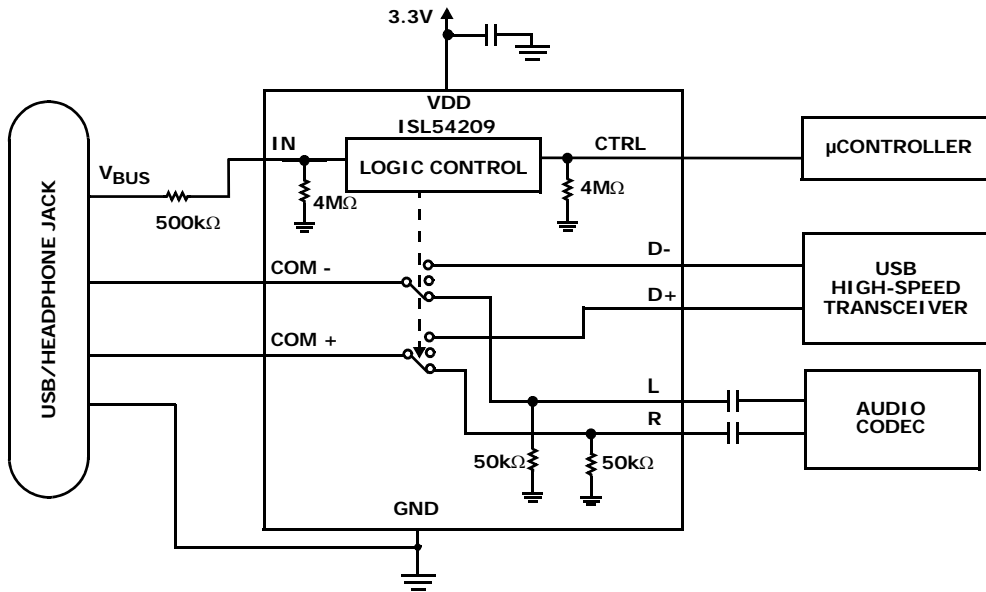 3.3V
VDD
ISL54209
IN
LOGIC CONTROL
CTRL
µCONTROLLER
VBUS
500kΩ
4MΩ
4MΩ
USB/HEADPHONE JACK
COM -
D-
USB
HIGH-SPEED
TRANSCEIVER
D+
COM +
L
R
AUDIO
CODEC
50kΩ
50kΩ
GND